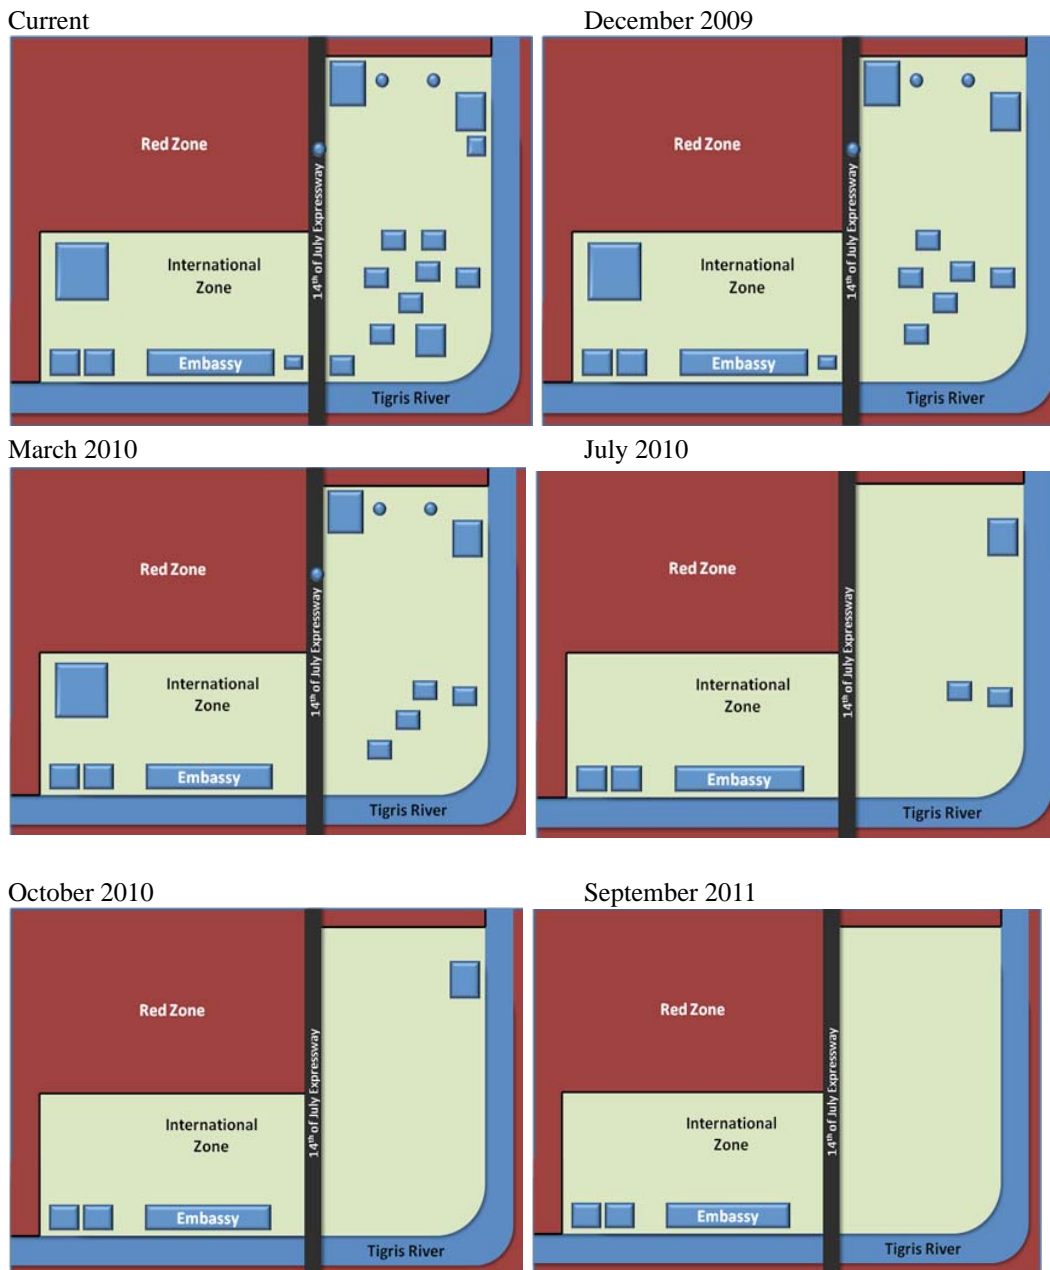 Current
Red Zone
14th of July Expressway
International
Zone
Embassy
Tigris River
December 2009
Red Zone
14th of July Expressway
International
Zone
Embassy
Tigris River
March 2010
Red Zone
14th of July Expressway
International
Zone
Embassy
Tigris River
July 2010
Red Zone
14th of July Expressway
International
Zone
Embassy
Tigris River
October 2010
Red Zone
14th of July Expressway
International
Zone
Embassy
Tigris River
September 2011
Red Zone
14th of July Expressway
International
Zone
Embassy
Tigris River